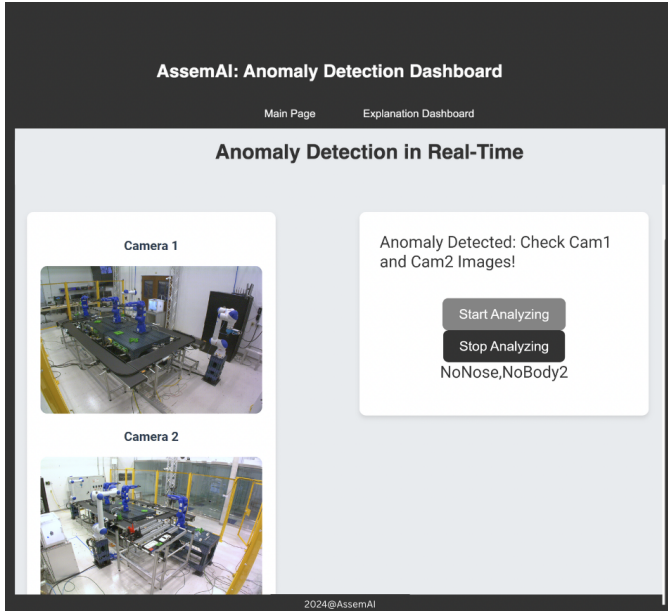 AssemAI: Anomaly Detection Dashboard
Main Page
Explanation Dashboard
Anomaly Detection in Real-Time
Camera 1
Camera 2
Anomaly Detected: Check Cam1
and Cam2 Images!
Start Analyzing
Stop Analyzing
NoNose,NoBody2
2024@AssemAI